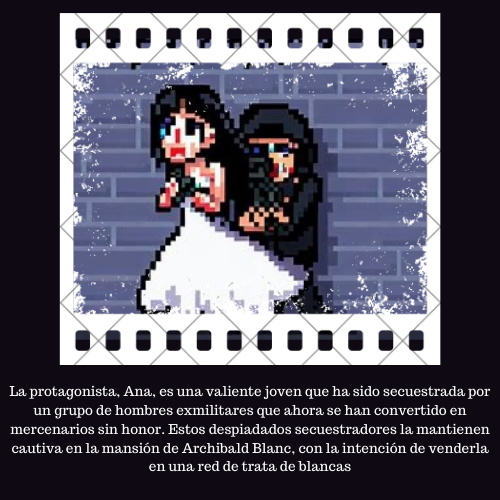 La protagonista, Ana, es una valiente joven que ha sido secuestrada por
un grupo de hombres exmilitares que ahora se han convertido en
mercenarios sin honor. Estos despiadados secuestradores la mantienen
cautiva en la mansión de Archibald Blanc, con la intención de venderla
en una red de trata de blancas